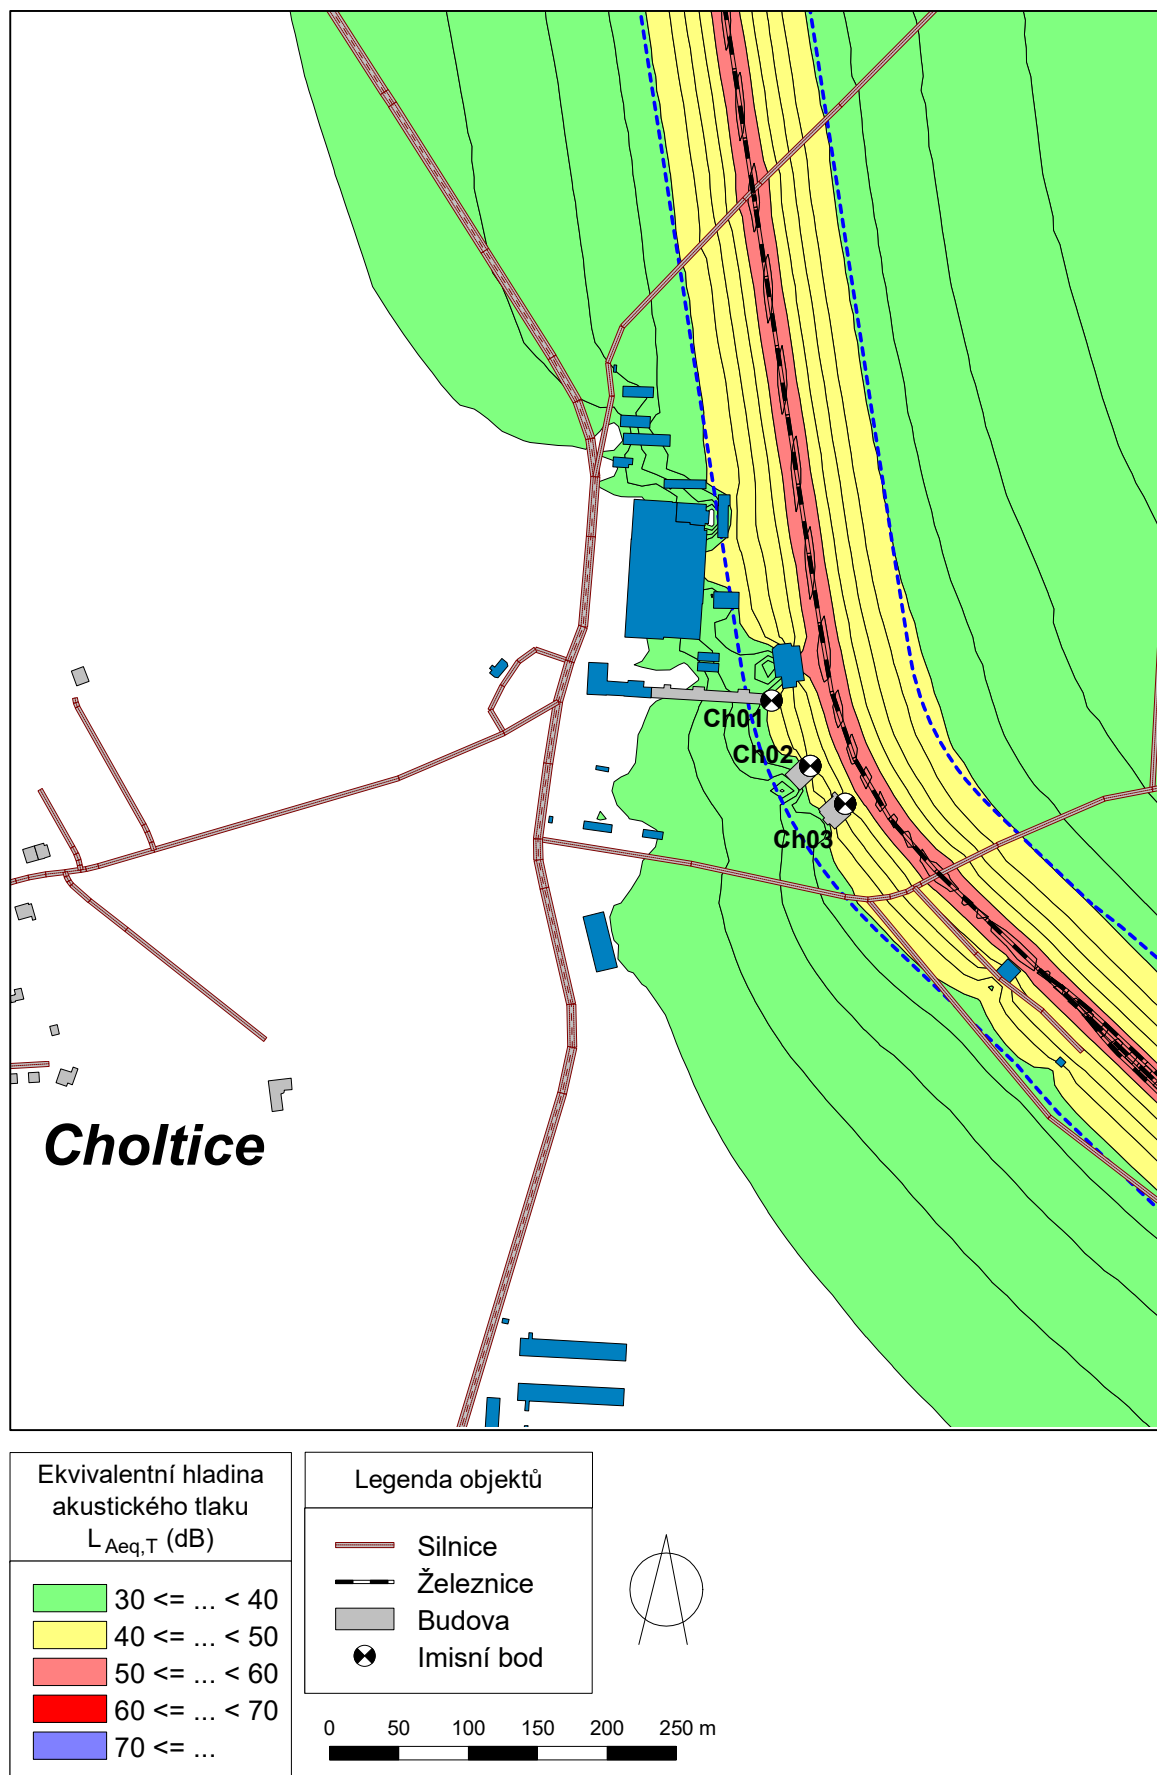 Ch01
Ch02
Ch03
Choltice
Ekvivalentní hladina
akustického tlaku
L Aeq,T (dB)
30 <= ... < 40
40 <= ... < 50
50 <= ... < 60
60 <= ... < 70
70 <= ...
Legenda objektů
Silnice
Železnice
Budova
Imisní bod
0 50 100 150 200 250 m